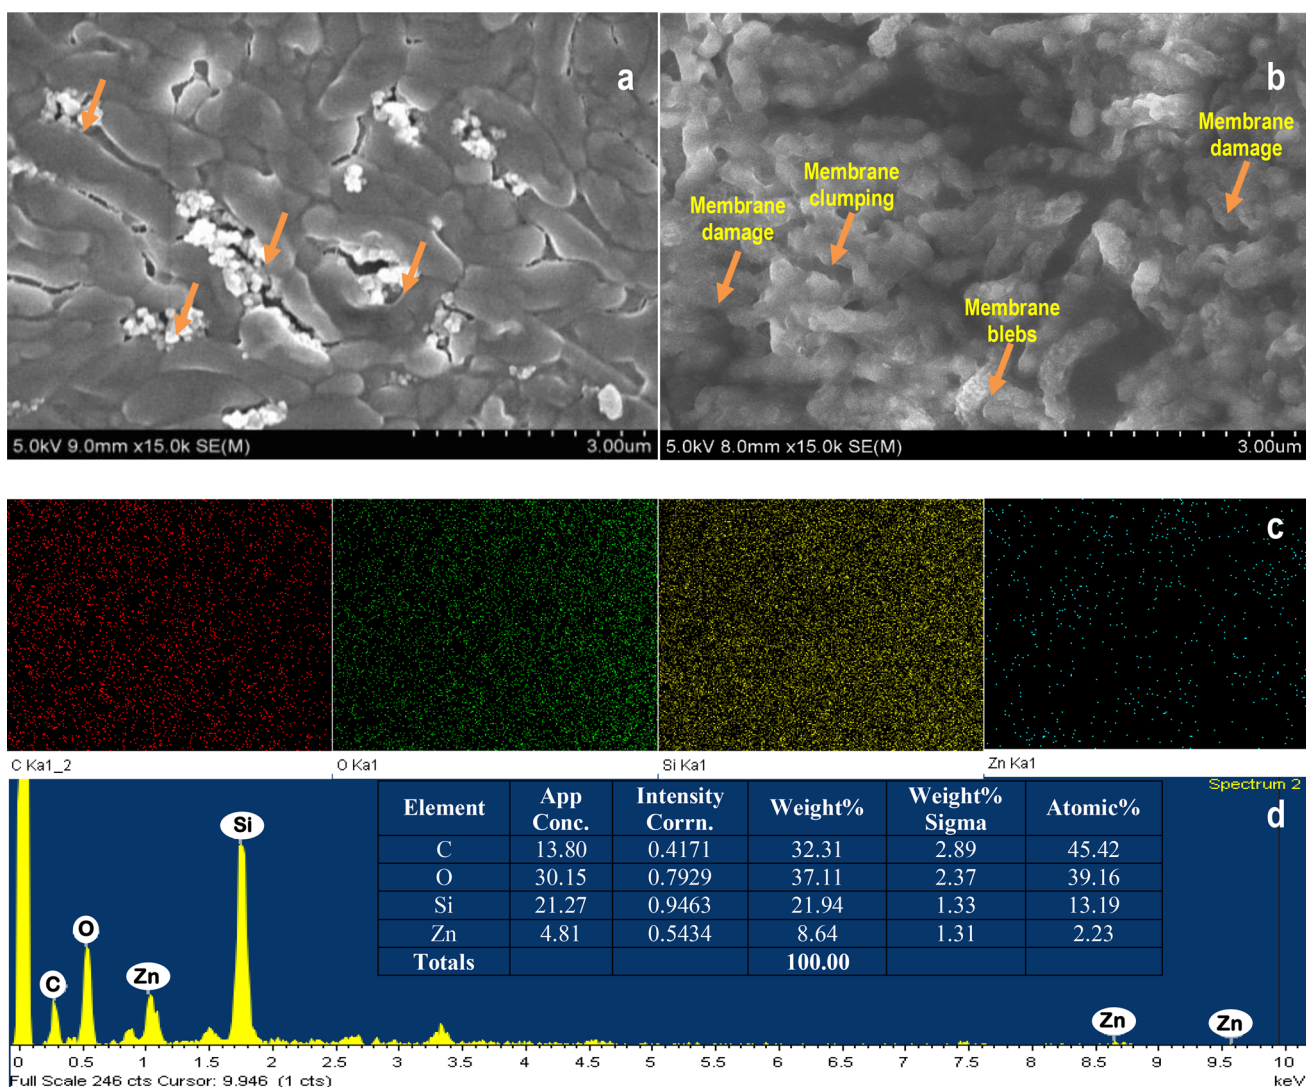 a
b
Membrane
damage
Membrane
clumping
Membrane
damage
Membrane
blebs
5.0kV 9.0mm x15.0k SE(M)
3.00um
5.0kV 8.0mm x15.0k SE(M)
3.00um
c
C Ka1_2
O Ka1
Si Ka1
Zn Ka1
Spectrum 2
d
Element
App
Conc.
Intensity
Corrn.
Weight%
Weight%
Sigma
Atomic%
C 13.80 0.4171 32.31 2.89 45.42
O 30.15 0.7929 37.11 2.37 39.16
Si 21.27 0.9463 21.94 1.33 13.19
Zn 4.81 0.5434 8.64 1.31 2.23
Totals 100.00
C
O
Zn
Si
Zn
Zn
0 0.5 1 1.5 2 2.5 3 3.5 4 4.5 5 5.5 6 6.5 7 7.5 8 8.5 9 9.5 10
Full Scale 246 cts Cursor: 9.946 (1 cts)
keV